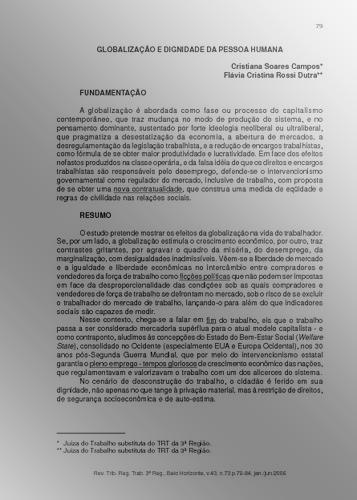 79
GLOBALIZAÇÃO E DIGNIDADE DA PESSOA HUMANA
Cristiana Soares Campos*
Flávia Cristina Rossi Dutra**
FUNDAMENTAÇÃO
A globalização é abordada como fase ou processo do capitalismo
contemporâneo, que traz mudança no modo de produção do sistema, e no
pensamento dominante, sustentado por forte ideologia neoliberal ou ultraliberal,
que pragmatiza a desestatização da economia, a abertura de mercados, a
desregulamentação da legislação trabalhista, e a redução de encargos trabalhistas,
como fórmula de se obter maior produtividade e lucratividade. Em face dos efeitos
nefastos produzidos na classe operária, e da falsa idéia de que os direitos e encargos
trabalhistas são responsáveis pelo desemprego, defende-se o intervencionismo
governamental como regulador do mercado, inclusive de trabalho, com proposta
de se obter uma nova contratualidade, que construa uma medida de eqüidade e
regras de civilidade nas relações sociais.
RESUMO
O estudo pretende mostrar os efeitos da globalização na vida do trabalhador.
Se, por um lado, a globalização estimula o crescimento econômico, por outro, traz
contrastes gritantes, por agravar o quadro da miséria, do desemprego, da
marginalização, com desigualdades inadmissíveis. Vêem-se a liberdade de mercado
e a igualdade e liberdade econômicas no intercâmbio entre compradores e
vendedores da força de trabalho como ficções políticas que não podem ser impostas
em face da desproporcionalidade das condições sob as quais compradores e
vendedores de força de trabalho se defrontam no mercado, sob o risco de se excluir
o trabalhador do mercado de trabalho, lançando-o para além do que indicadores
sociais são capazes de medir.
Nesse contexto, chega-se a falar em fim do trabalho, eis que o trabalho
passa a ser considerado mercadoria supérflua para o atual modelo capitalista - e
como contraponto, aludimos às concepções do Estado do Bem-Estar Social (Welfare
State), consolidado no Ocidente (especialmente EUA e Europa Ocidental), nos 30
anos pós-Segunda Guerra Mundial, que por meio do intervencionismo estatal
garantia o pleno emprego - tempos gloriosos de crescimento econômico das nações,
que regulamentavam e valorizavam o trabalho com um dos alicerces do sistema.
No cenário de desconstrução do trabalho, o cidadão é ferido em sua
dignidade, não apenas no que tange à privação material, mas à restrição de direitos,
de segurança socioeconômica e de auto-estima.
* Juíza do Trabalho substituta do TRT da 3ª Região.
** Juíza do Trabalho substituta do TRT da 3ª Região.
Rev. Trib. Reg. Trab. 3ª Reg., Belo Horizonte, v.43, n.73 p.79-94, jan./jun.2006